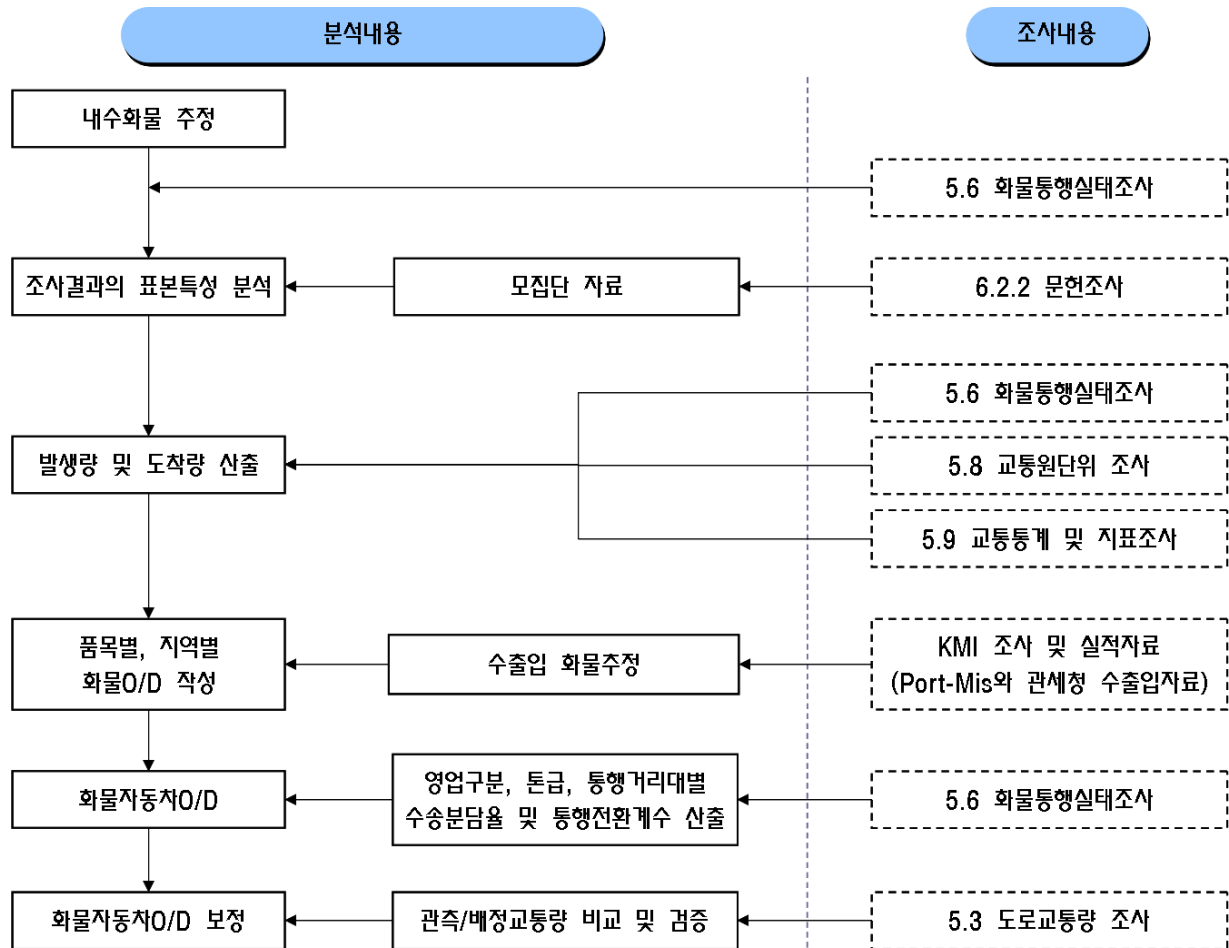 분석내용
조사내용
내수화물 추정
5.6 화물통행실태조사
조사결과의 표본특성 분석
모집단 자료
6.2.2 문헌조사
5.6 화물통행실태조사
발생량 및 도착량 산출
5.8 교통원단위 조사
5.9 교통통계 및 지표조사
품목별, 지역별
화물O/D 작성
수출입 화물추정
KMI 조사 및 실적자료
(Port-Mis와 관세청 수출입자료)
화물자동차O/D
영업구분, 톤급, 통행거리대별
수송분담율 및 통행전환계수 산출
5.6 화물통행실태조사
화물자동차O/D 보정
관측/배정교통량 비교 및 검증
5.3 도로교통량 조사